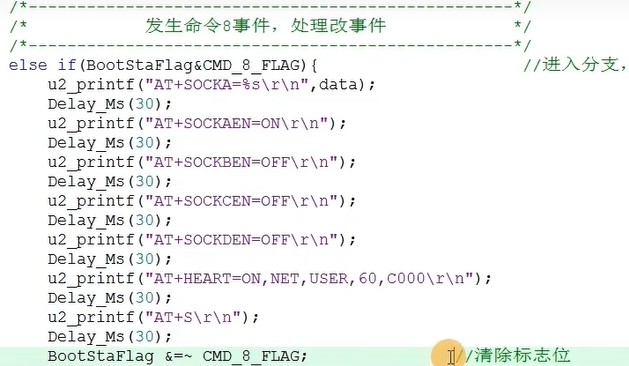 /*--------------------------------------------------*/
/*            发生命令8事件，处理改事件             */
/*--------------------------------------------------*/
else if(BootStaFlag&CMD_8_FLAG){                    //进入分支，
    u2_printf("AT+SOCKA=%s\r\n",data);
    Delay_Ms(30);
    u2_printf("AT+SOCKAEN=ON\r\n");
    Delay_Ms(30);
    u2_printf("AT+SOCKBEN=OFF\r\n");
    Delay_Ms(30);
    u2_printf("AT+SOCKCEN=OFF\r\n");
    Delay_Ms(30);
    u2_printf("AT+SOCKDEN=OFF\r\n");
    Delay_Ms(30);
    u2_printf("AT+HEART=ON,NET,USER,60,C000\r\n");
    Delay_Ms(30);
    u2_printf("AT+S\r\n");
    Delay_Ms(30);
    BootStaFlag &=~ CMD_8_FLAG;              //清除标志位